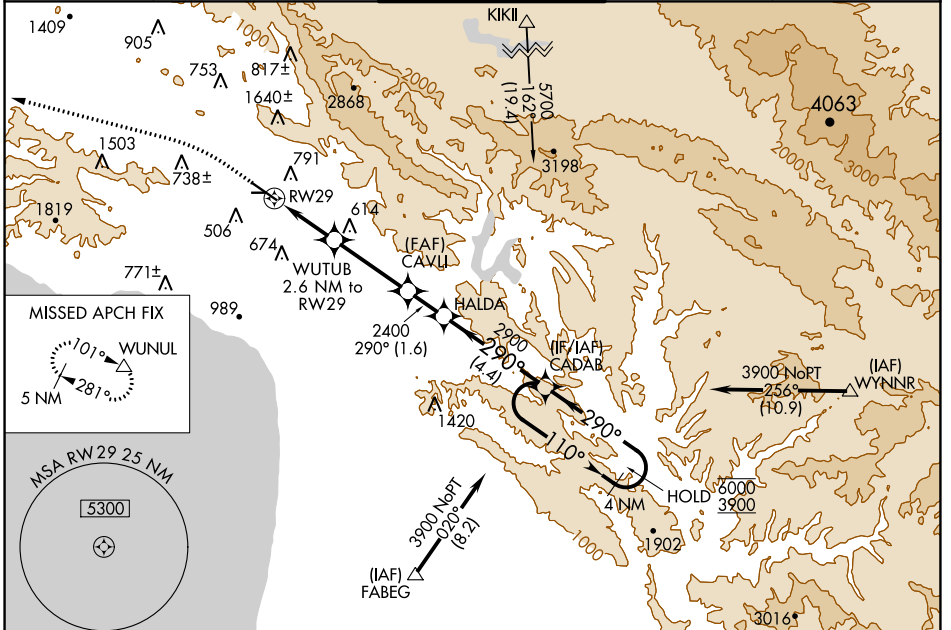 1409
905
1000
KIKII
753
817±
2000
2868
1640±
5700
162°
(19.4)
4063
3000
3000
3198
1503
738±
791
RW29
1819
506
614
674
(FAF)
CAVLI
WUTUB
2.6 NM to
RW29
HALDA
771±
989
2400
290° (1.6)
2900
290°
(4.4)
(IF/IAF)
CADAB
MISSED APCH FIX
101°
WUNUL
281°
5 NM
3900 NoPT
256°
(10.9)
(IAF)
WYNNR
1420
290°
110°
4 NM
HOLD
6000
3900
MSA RW29 25 NM
5300
3900 NoPT
020°
(8.2)
1902
1000
(IAF)
FABEG
3016